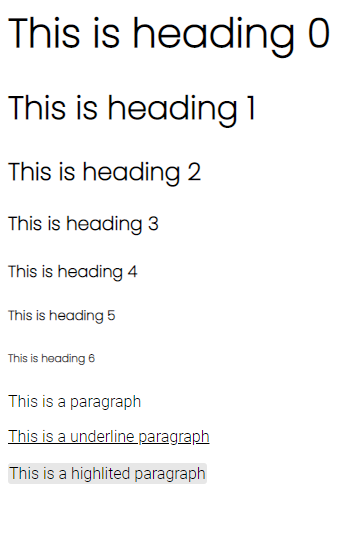 This is heading 0
This is heading 1
This is heading 2
This is heading 3
This is heading 4
This is heading 5
This is heading 6
This is a paragraph
This is a underline paragraph
This is a highlited paragraph